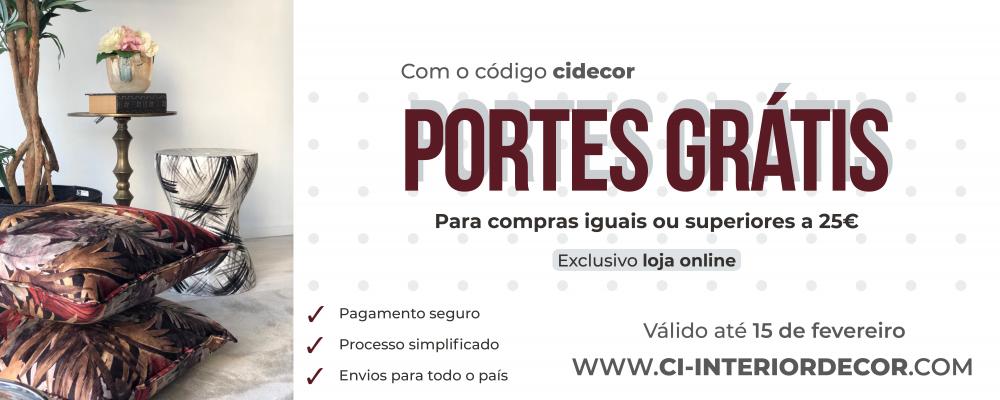 Com o código cidecor
PORTES GRÁTIS
Para compras iguais ou superiores a 25€
Exclusivo loja online
✓ Pagamento seguro
✓ Processo simplificado
✓ Envios para todo o país
Válido até 15 de fevereiro
WWW.CI-INTERIORDECOR.COM